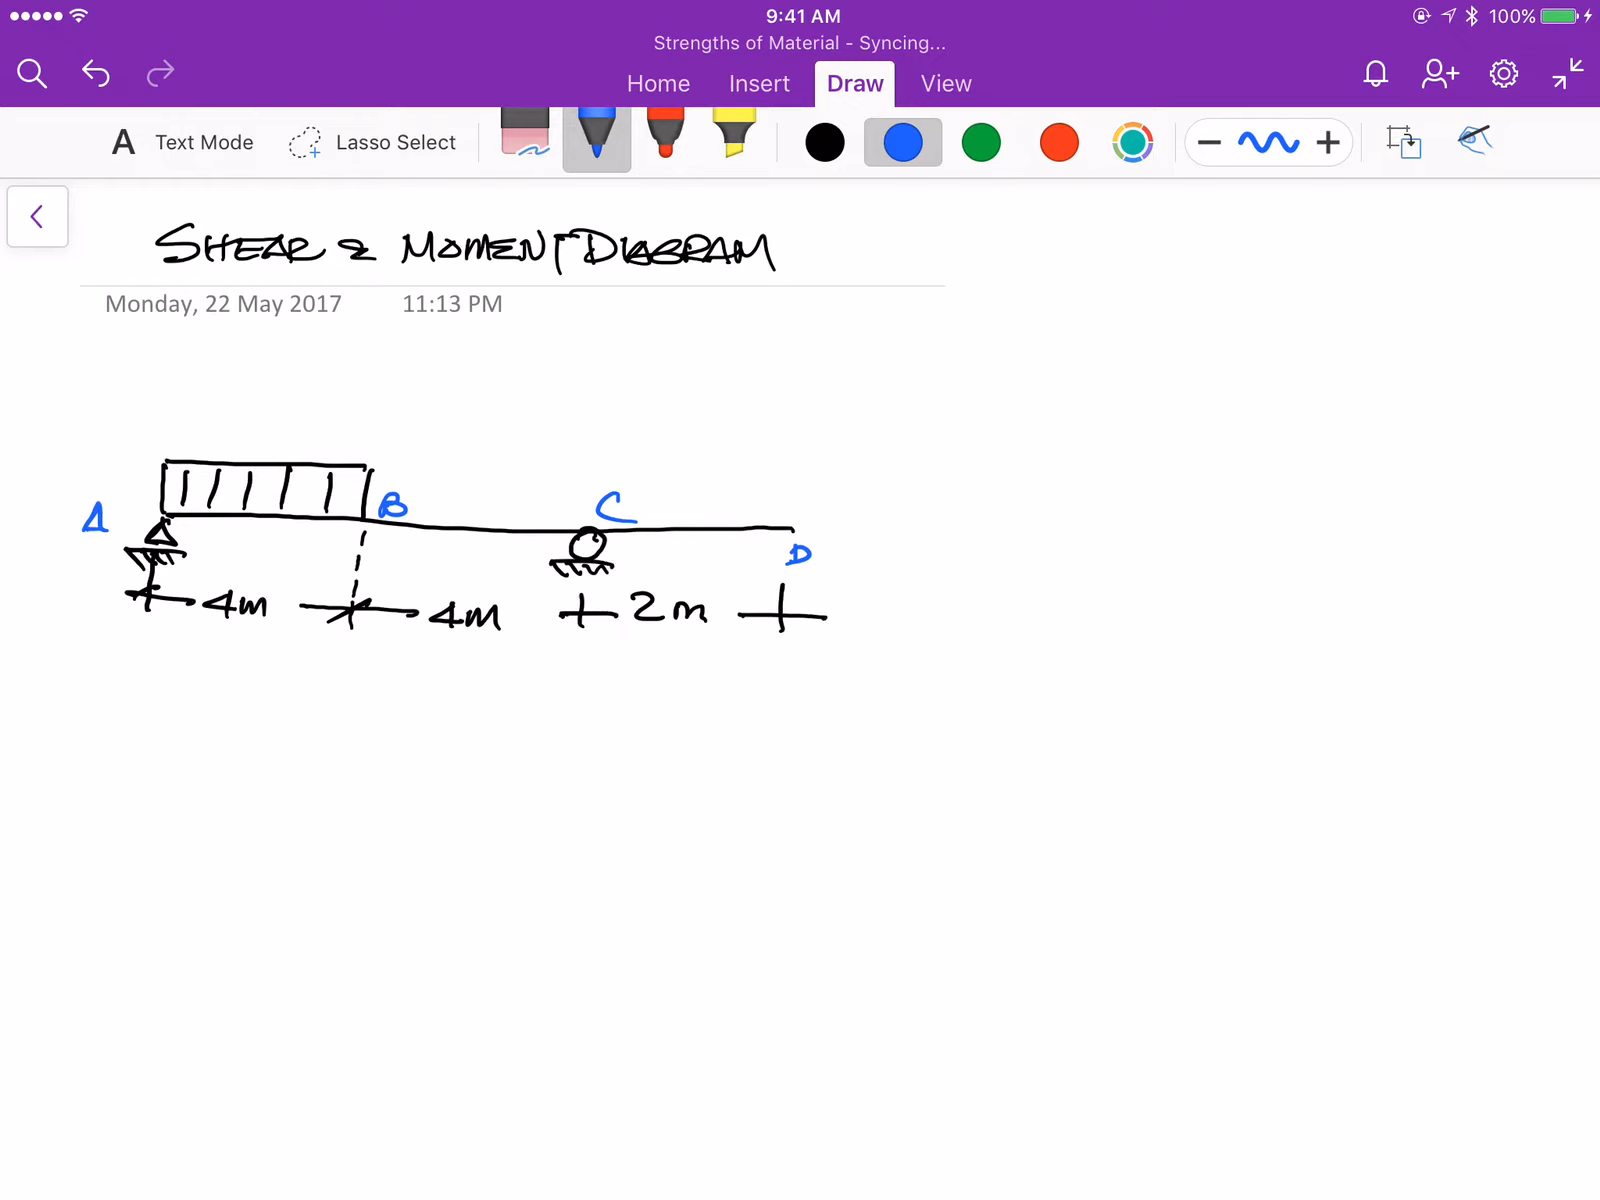 9:41 AM
100%
Strengths of Material - Syncing...
Home Insert Draw View
A Text Mode Lasso Select
SHEAR & MOMENT DIAGRAM
Monday, 22 May 2017 11:13 PM
A B C D
4m 4m 2m